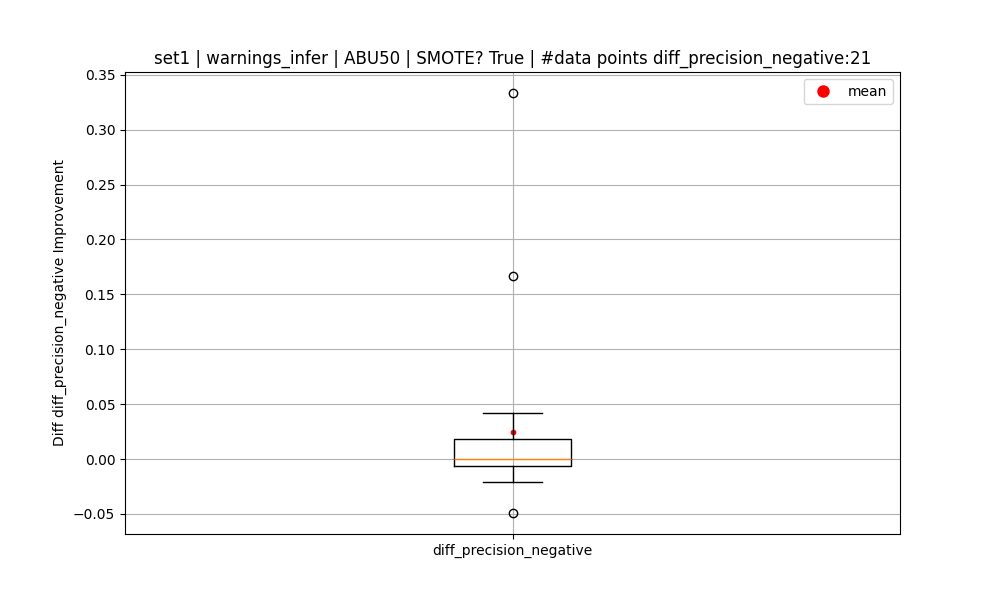 set1 | warnings_infer | ABU50 | SMOTE? True | #data points diff_precision_negative:21
mean
Diff diff_precision_negative Improvement
0.35
0.30
0.25
0.20
0.15
0.10
0.05
0.00
−0.05
diff_precision_negative